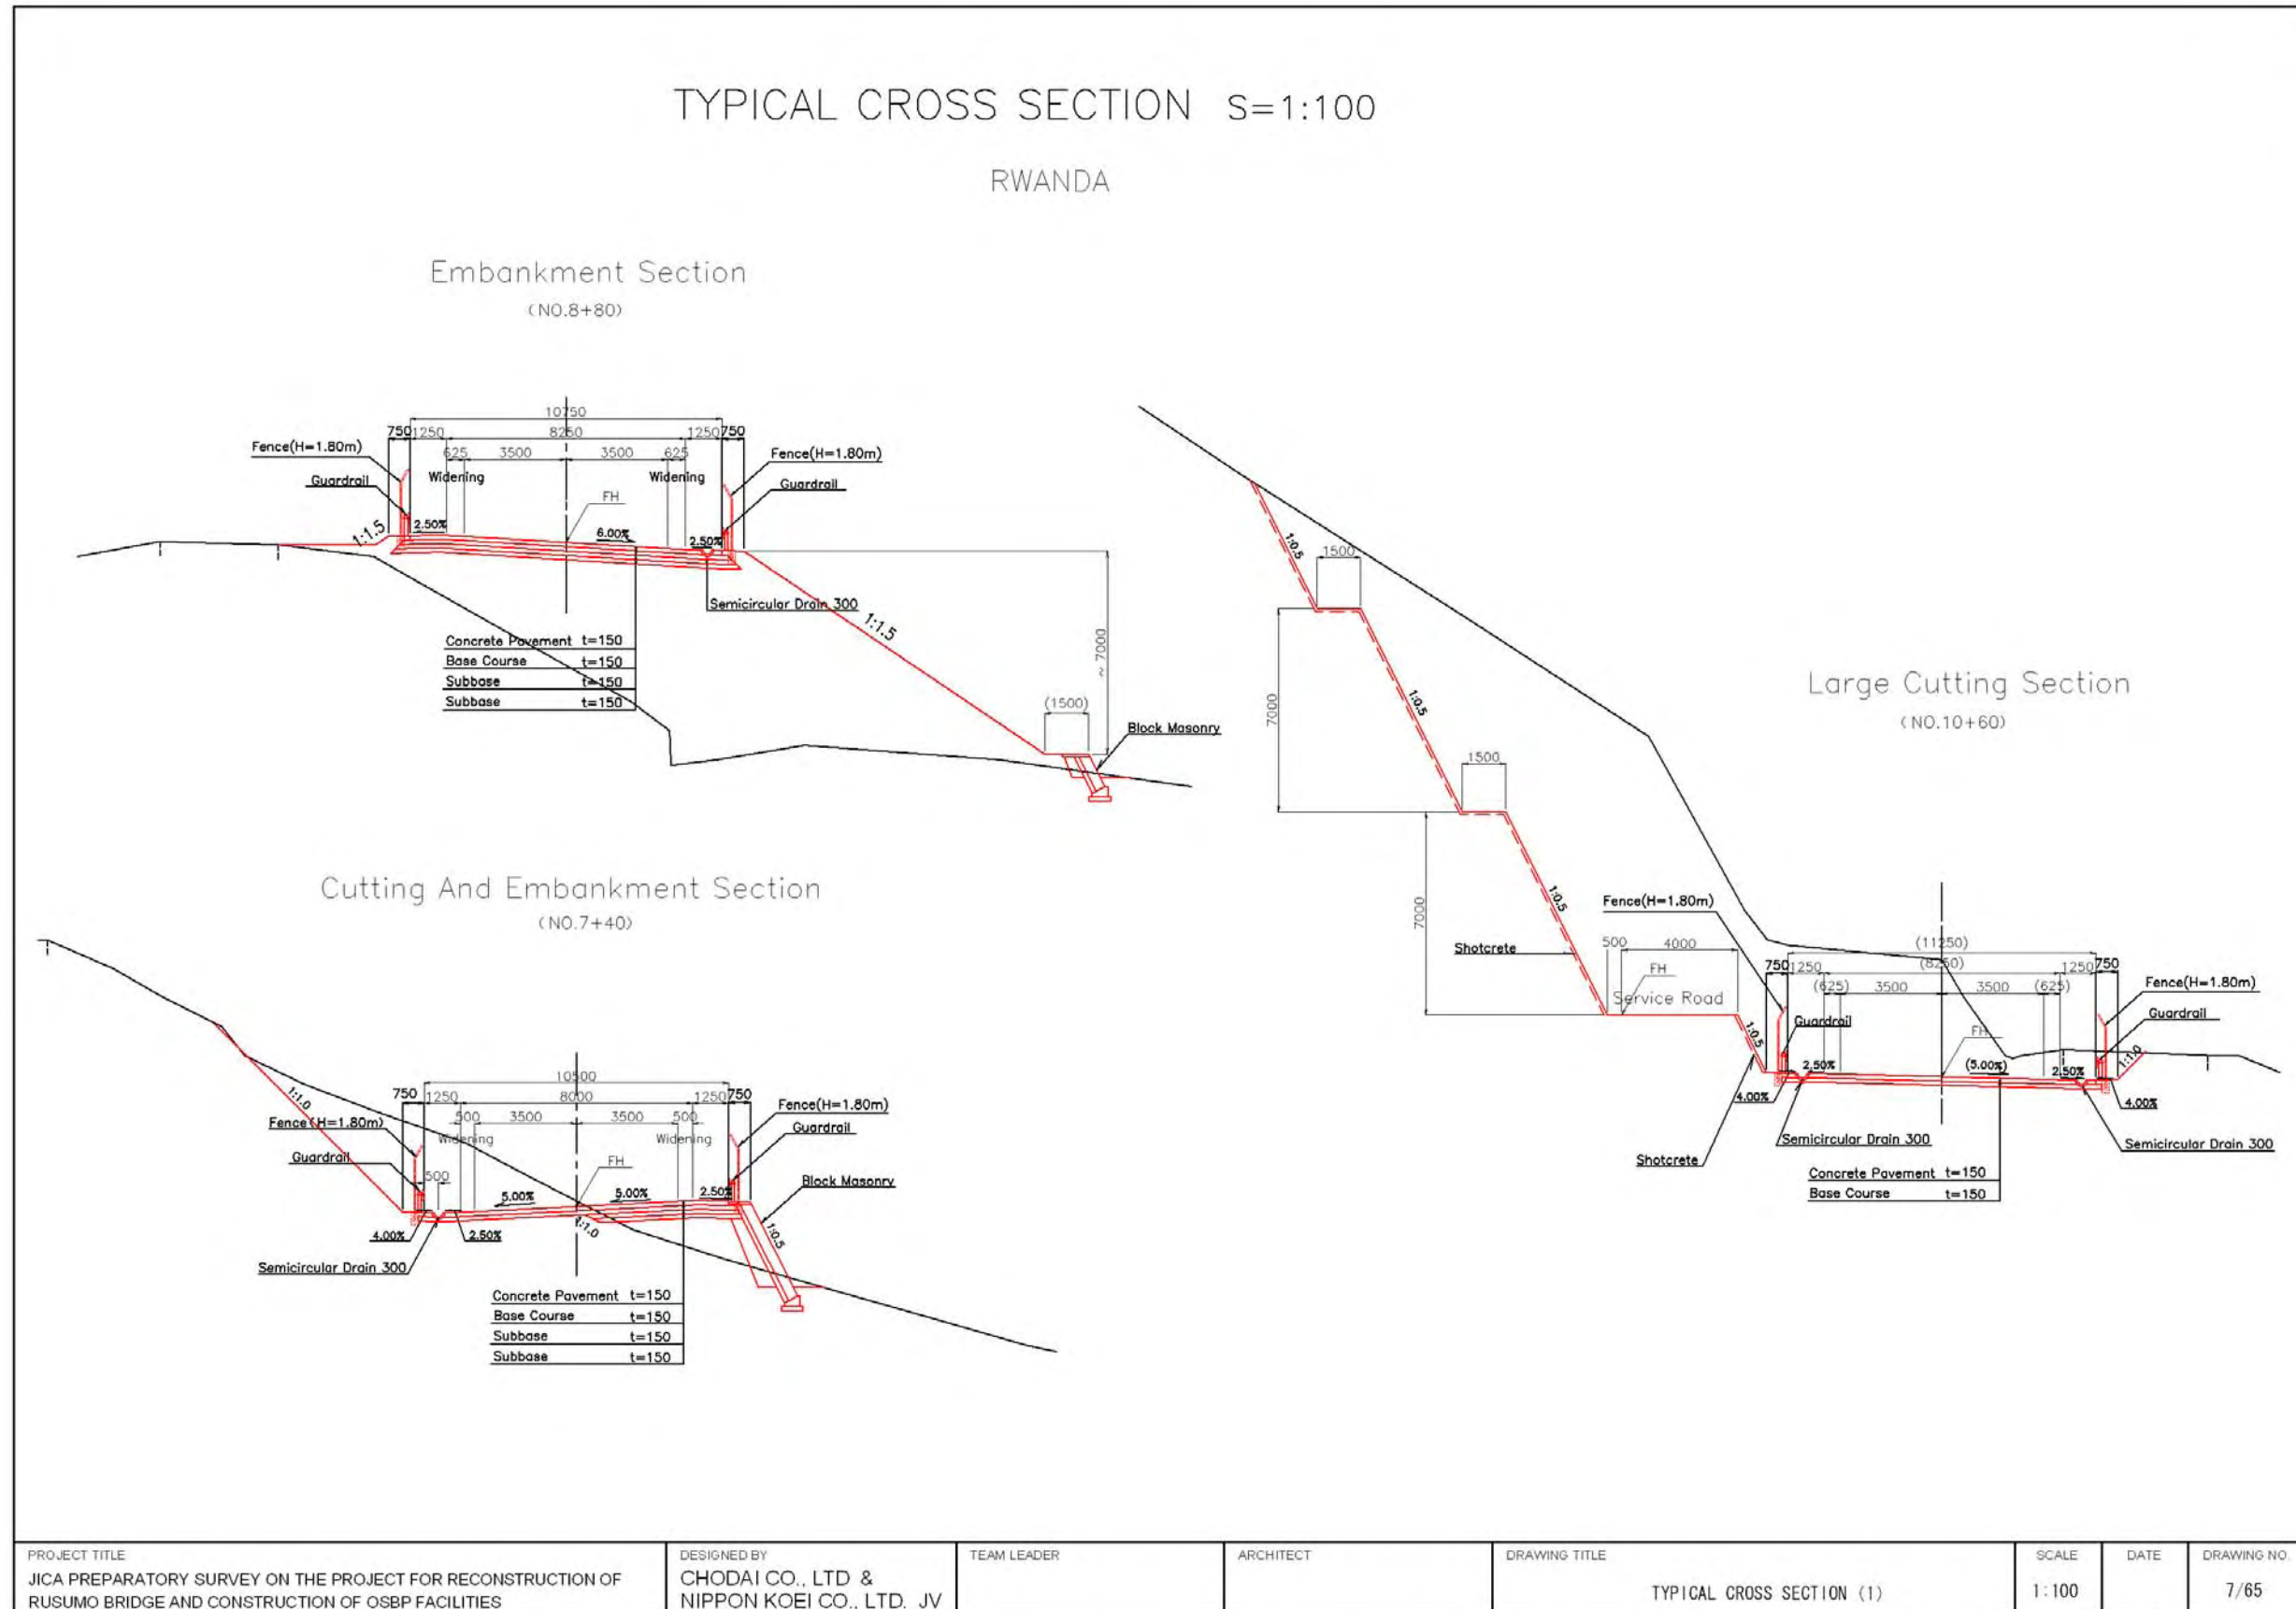 TYPICAL CROSS SECTION S=1:100
RWANDA
Embankment Section
(NO.8+80)
10750
750 1250 8250 1250 750
625 3500 3500 625
Fence(H=1.80m)
Fence(H=1.80m)
Widening
Widening
Guardrail
Guardrail
FH
1:1.5
2.50%
6.00%
2.50%
Semicircular Drain 300
1:1.5
Concrete Pavement t=150
Base Course t=150
Subbase t=150
Subbase t=150
~ 7000
(1500)
Block Masonry
Large Cutting Section
(NO.10+60)
1:0.5
1500
7000
1:0.5
1500
7000
1:0.5
Shotcrete
Fence(H=1.80m)
500 4000
FH
Service Road
(11250)
750 1250 (8250) 1250 750
(625) 3500 3500 (625)
Fence(H=1.80m)
Guardrail
Guardrail
FH
1:0.5
2.50%
(5.00%)
2.50%
1:1.0
4.00%
4.00%
Semicircular Drain 300
Semicircular Drain 300
Shotcrete
Concrete Pavement t=150
Base Course t=150
Cutting And Embankment Section
(NO.7+40)
10500
750 1250 8000 1250 750
500 3500 3500 500
1:1.0
Fence(H=1.80m)
Fence(H=1.80m)
Widening
Widening
Guardrail
Guardrail
FH
500
5.00%
5.00%
2.50%
Block Masonry
4.00%
2.50%
1:1.0
1:0.5
Semicircular Drain 300
Concrete Pavement t=150
Base Course t=150
Subbase t=150
Subbase t=150
PROJECT TITLE
JICA PREPARATORY SURVEY ON THE PROJECT FOR RECONSTRUCTION OF
RUSUMO BRIDGE AND CONSTRUCTION OF OSBP FACILITIES
DESIGNED BY
CHODAI CO., LTD &
NIPPON KOEI CO., LTD. JV
TEAM LEADER
ARCHITECT
DRAWING TITLE
TYPICAL CROSS SECTION (1)
SCALE
1:100
DATE
DRAWING NO.
7/65